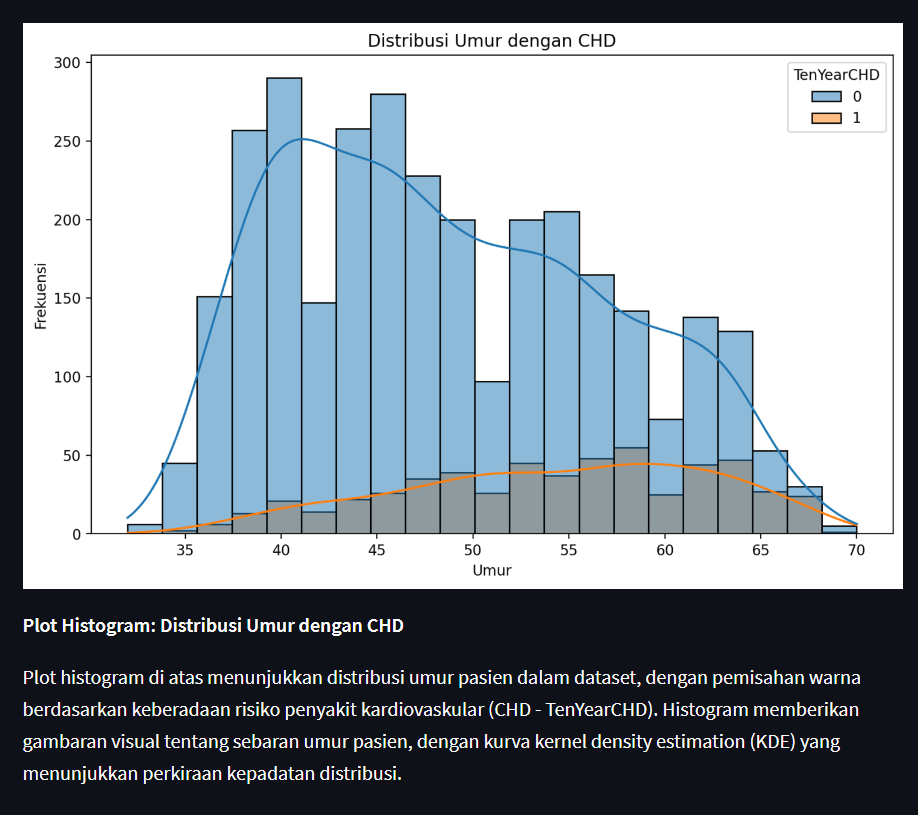 Distribusi Umur dengan CHD
300
250
200
150
100
50
0
Frekuensi
TenYearCHD
0
1
35 40 45 50 55 60 65 70
Umur
Plot Histogram: Distribusi Umur dengan CHD
Plot histogram di atas menunjukkan distribusi umur pasien dalam dataset, dengan pemisahan warna
berdasarkan keberadaan risiko penyakit kardiovaskular (CHD - TenYearCHD). Histogram memberikan
gambaran visual tentang sebaran umur pasien, dengan kurva kernel density estimation (KDE) yang
menunjukkan perkiraan kepadatan distribusi.